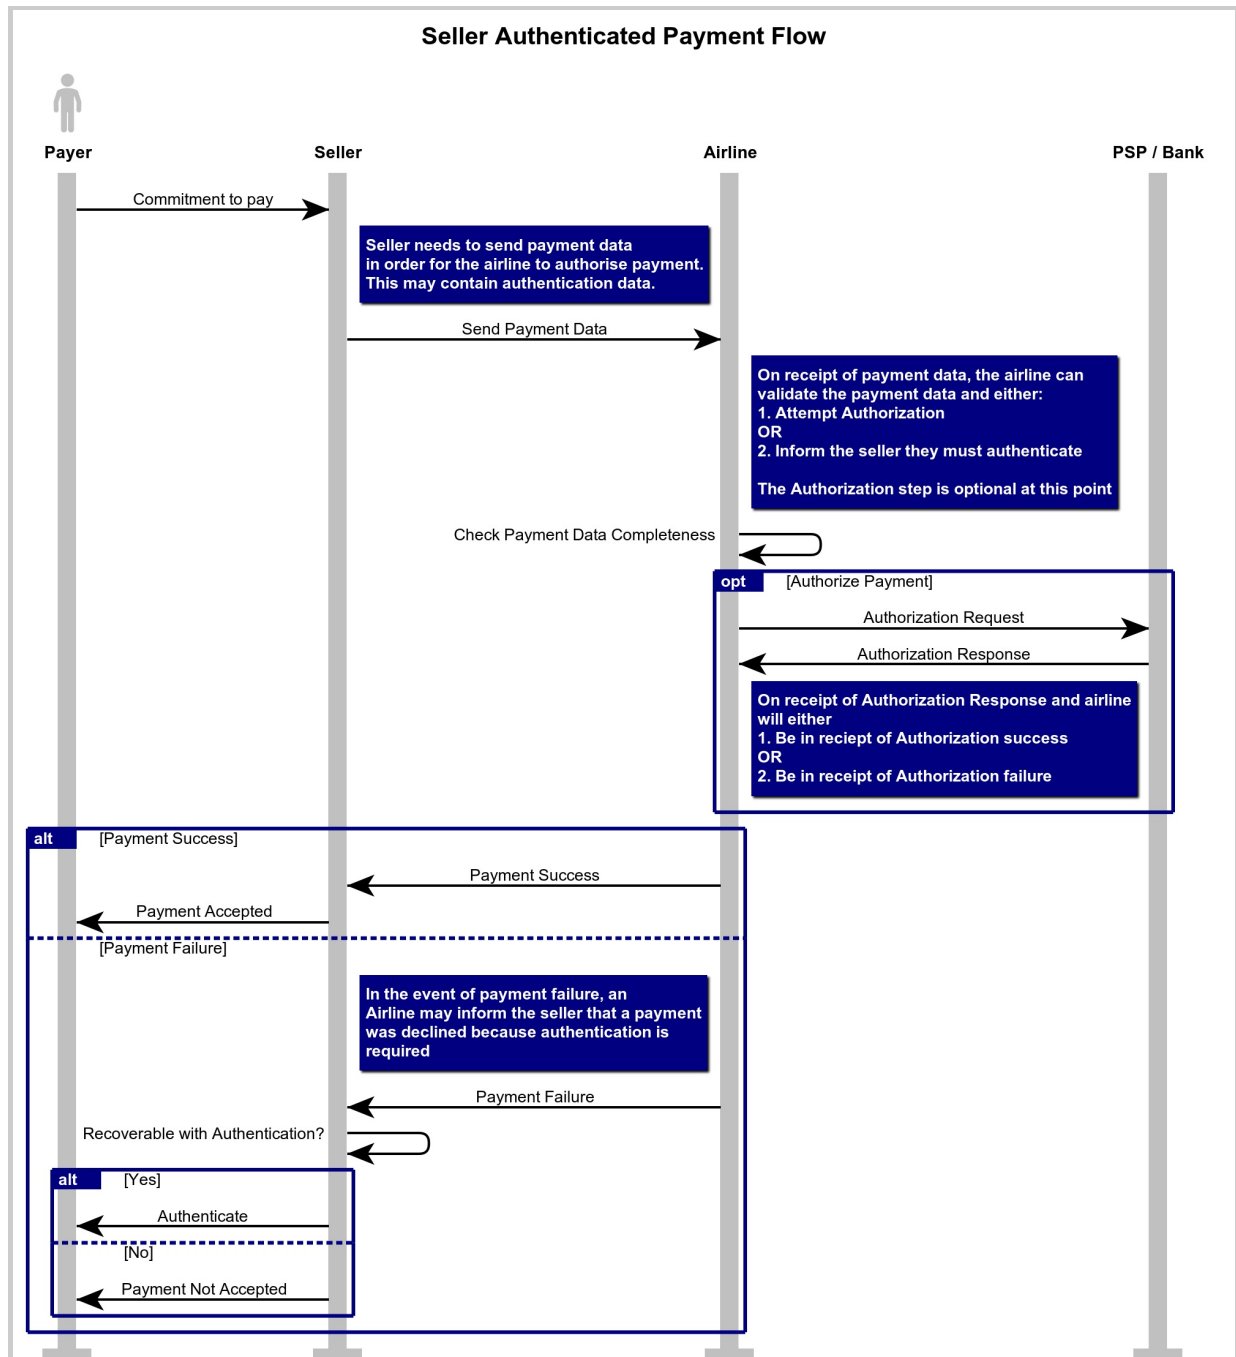 Seller Authenticated Payment Flow
Payer
Seller
Airline
PSP / Bank
Commitment to pay
Seller needs to send payment data
in order for the airline to authorise payment.
This may contain authentication data.
Send Payment Data
On receipt of payment data, the airline can
validate the payment data and either:
1. Attempt Authorization
OR
2. Inform the seller they must authenticate
The Authorization step is optional at this point
Check Payment Data Completeness
opt
[Authorize Payment]
Authorization Request
Authorization Response
On receipt of Authorization Response and airline
will either
1. Be in reciept of Authorization success
OR
2. Be in receipt of Authorization failure
alt
[Payment Success]
Payment Success
Payment Accepted
[Payment Failure]
In the event of payment failure, an
Airline may inform the seller that a payment
was declined because authentication is
required
Payment Failure
Recoverable with Authentication?
alt
[Yes]
Authenticate
[No]
Payment Not Accepted